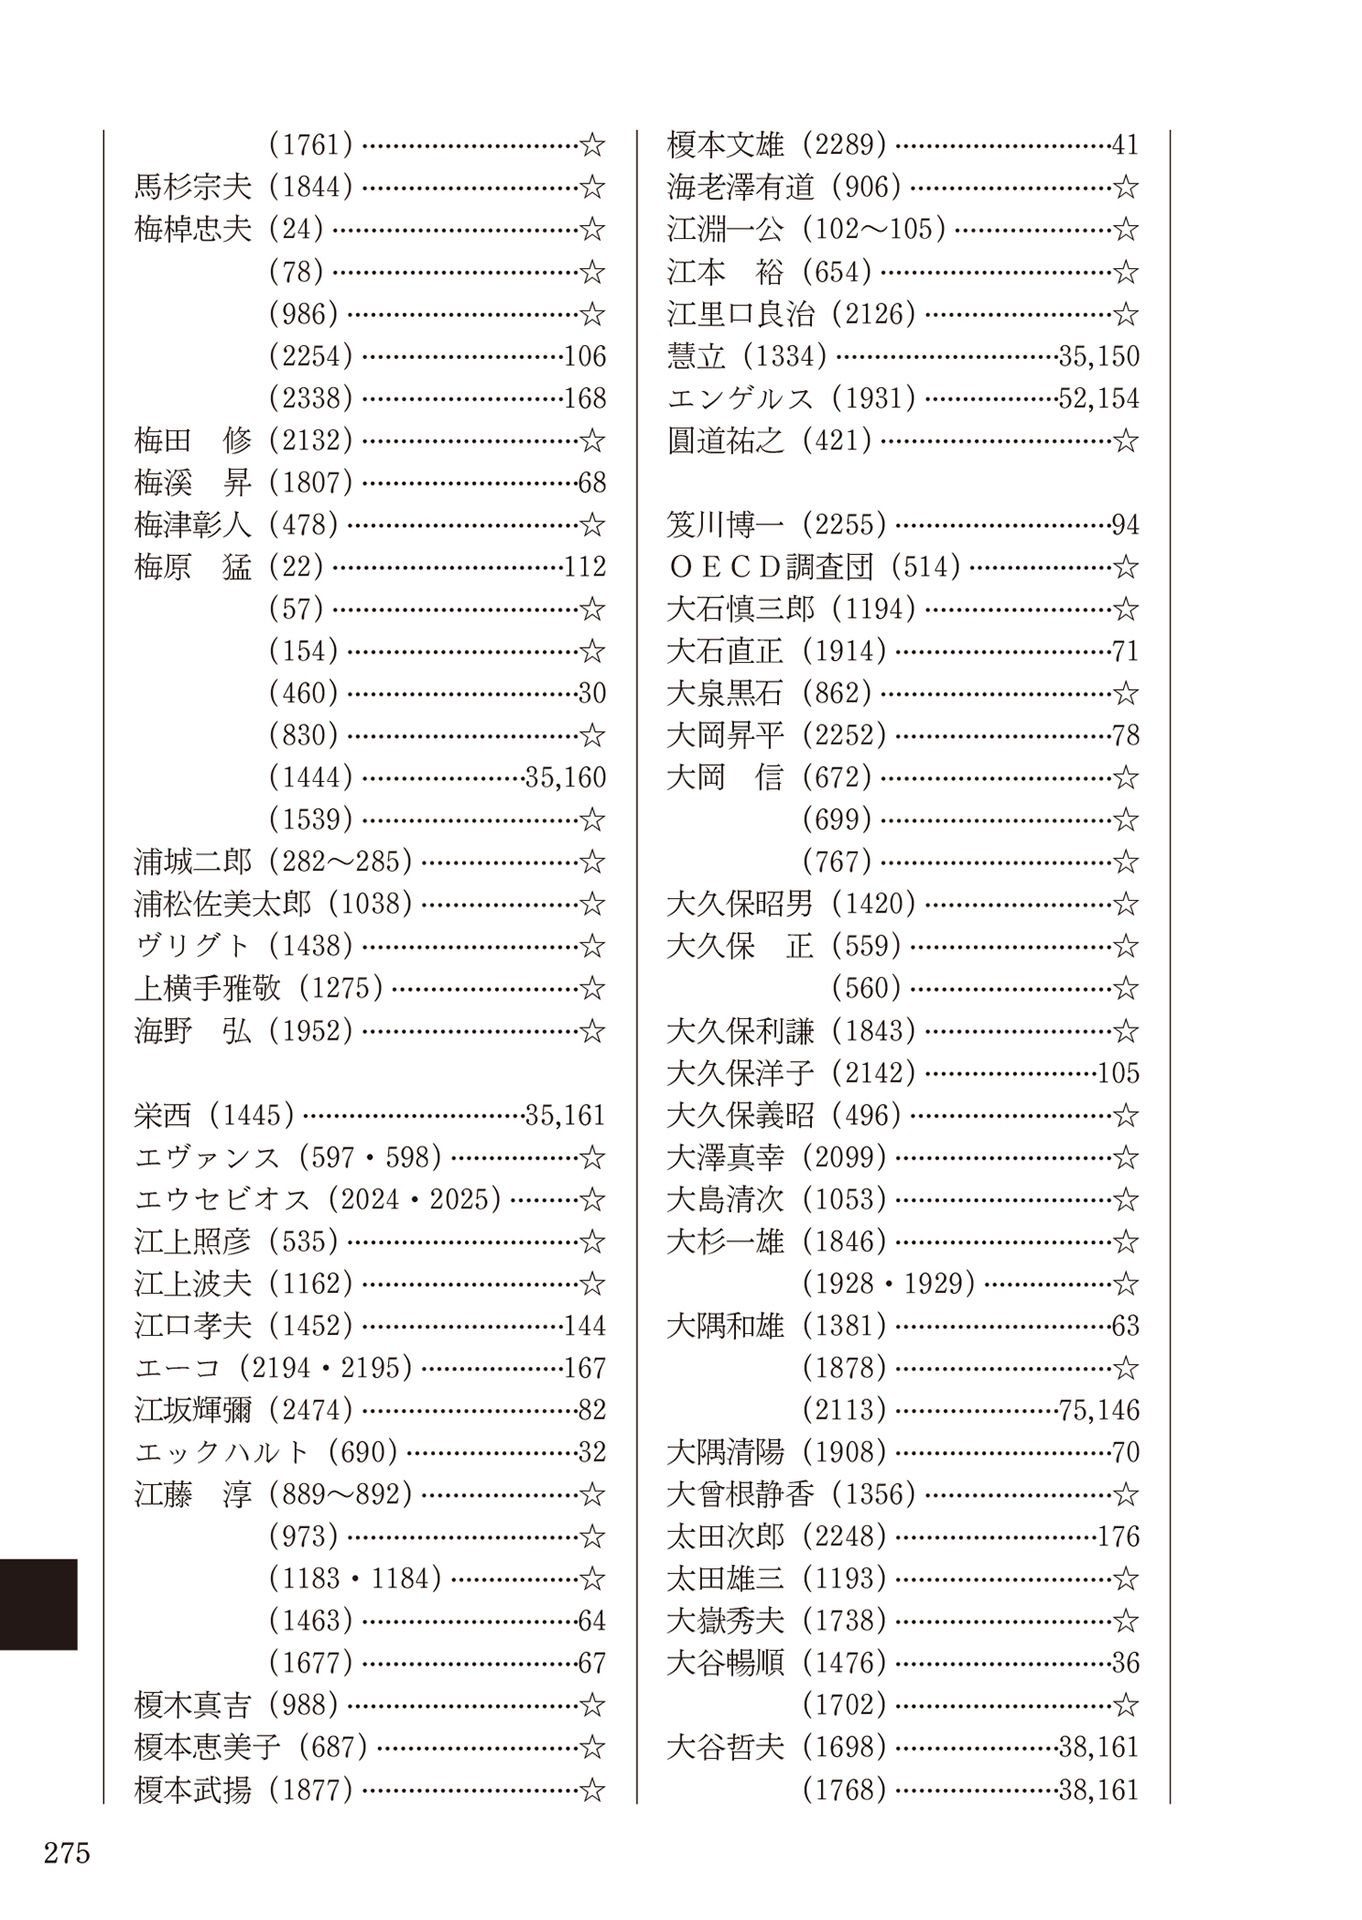 (1761)…………………………☆
馬杉宗夫(1844)…………………………☆
梅棹忠夫(24)…………………………☆
(78)…………………………☆
(986)…………………………☆
(2254)…………………………106
(2338)…………………………168
梅田　修(2132)…………………………☆
梅溪　昇(1807)…………………………68
梅津彰人(478)…………………………☆
梅原　猛(22)…………………………112
(57)…………………………☆
(154)…………………………☆
(460)…………………………30
(830)…………………………☆
(1444)…………………35,160
(1539)…………………………☆
浦城二郎(282～285)…………………☆
浦松佐美太郎(1038)…………………☆
ヴリグト(1438)…………………………☆
上横手雅敬(1275)……………………☆
海野　弘(1952)…………………………☆
栄西(1445)…………………………35,161
エヴァンス(597・598)………………☆
エウセビオス(2024・2025)………☆
江上照彦(535)…………………………☆
江上波夫(1162)…………………………☆
江口孝夫(1452)………………………144
エーコ(2194・2195)………………167
江坂輝彌(2474)…………………………82
エックハルト(690)……………………32
江藤　淳(889～892)…………………☆
(973)…………………………☆
(1183・1184)………………☆
(1463)…………………………64
(1677)…………………………67
榎木真吉(988)…………………………☆
榎本恵美子(687)………………………☆
榎本武揚(1877)…………………………☆
榎本文雄(2289)…………………………41
海老澤有道(906)………………………☆
江淵一公(102～105)…………………☆
江本　裕(654)…………………………☆
江里口良治(2126)……………………☆
慧立(1334)…………………………35,150
エンゲルス(1931)………………52,154
圓道祐之(421)…………………………☆
笈川博一(2255)…………………………94
ＯＥＣＤ調査団(514)………………☆
大石慎三郎(1194)……………………☆
大石直正(1914)…………………………71
大泉黒石(862)…………………………☆
大岡昇平(2252)…………………………78
大岡　信(672)…………………………☆
(699)…………………………☆
(767)…………………………☆
大久保昭男(1420)……………………☆
大久保　正(559)………………………☆
(560)………………………☆
大久保利謙(1843)……………………☆
大久保洋子(2142)…………………105
大久保義昭(496)………………………☆
大澤真幸(2099)…………………………☆
大島清次(1053)…………………………☆
大杉一雄(1846)…………………………☆
(1928・1929)………………☆
大隅和雄(1381)…………………………63
(1878)…………………………☆
(2113)…………………75,146
大隅清陽(1908)…………………………70
大曾根静香(1356)……………………☆
太田次郎(2248)………………………176
太田雄三(1193)…………………………☆
大嶽秀夫(1738)…………………………☆
大谷暢順(1476)…………………………36
(1702)…………………………☆
大谷哲夫(1698)…………………38,161
(1768)…………………38,161
275